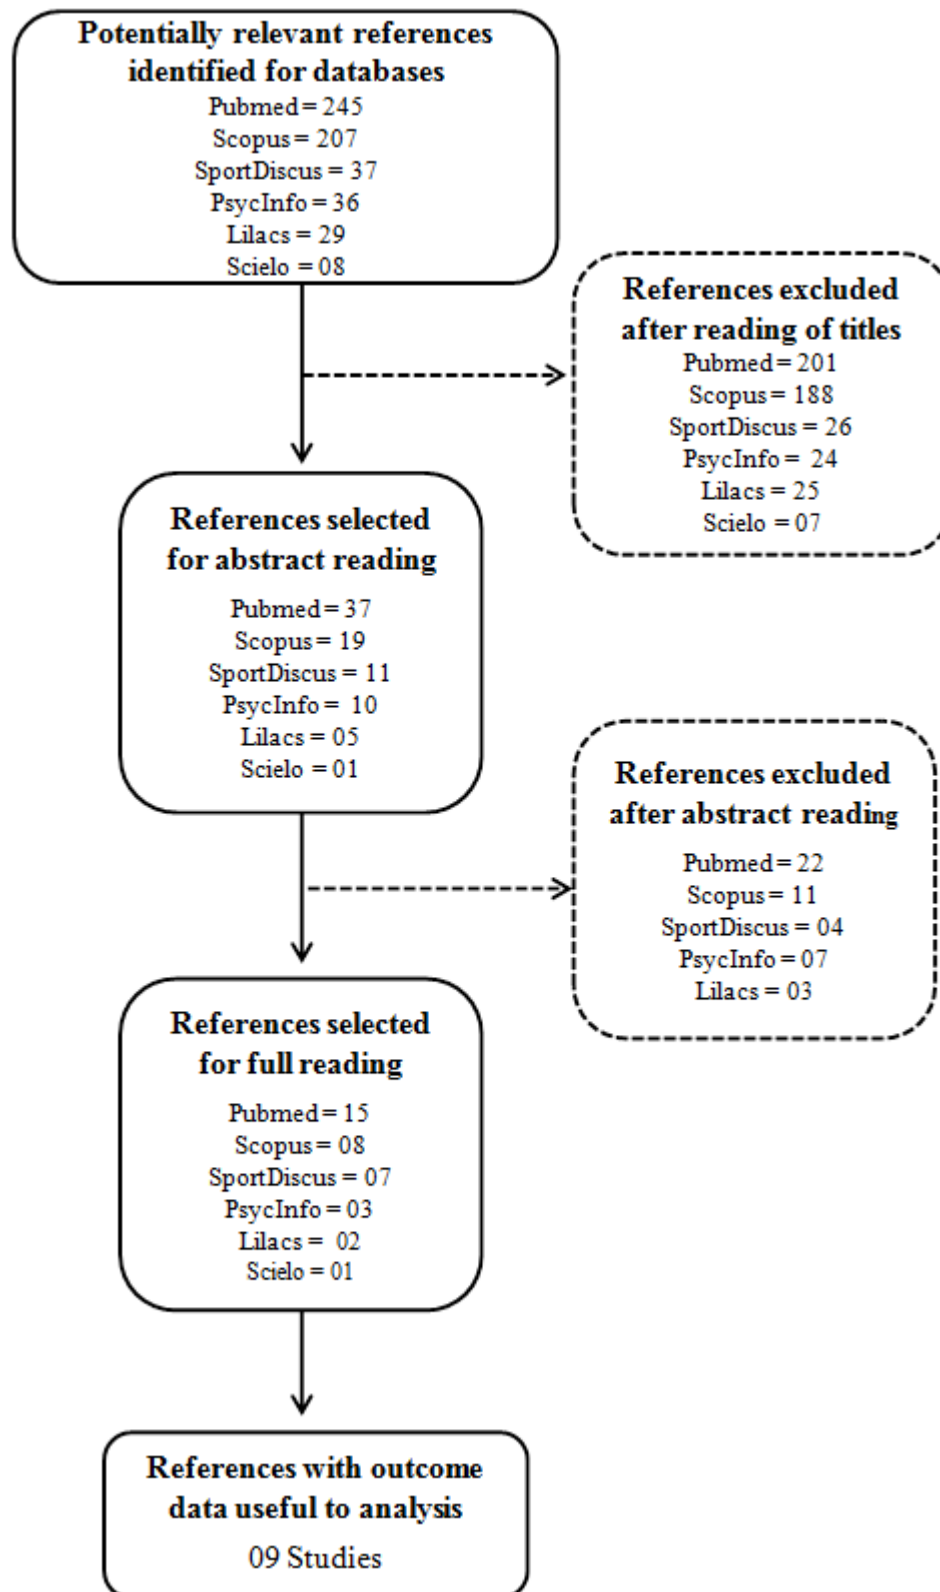 Potentially relevant references
identified for databases
Pubmed = 245
Scopus = 207
SportDiscus = 37
PsycInfo = 36
Lilacs = 29
Scielo = 08
References excluded
after reading of titles
Pubmed = 201
Scopus = 188
SportDiscus = 26
PsycInfo = 24
Lilacs = 25
Scielo = 07
References selected
for abstract reading
Pubmed = 37
Scopus = 19
SportDiscus = 11
PsycInfo = 10
Lilacs = 05
Scielo = 01
References excluded
after abstract reading
Pubmed = 22
Scopus = 11
SportDiscus = 04
PsycInfo = 07
Lilacs = 03
References selected
for full reading
Pubmed = 15
Scopus = 08
SportDiscus = 07
PsycInfo = 03
Lilacs = 02
Scielo = 01
References with outcome
data useful to analysis
09 Studies